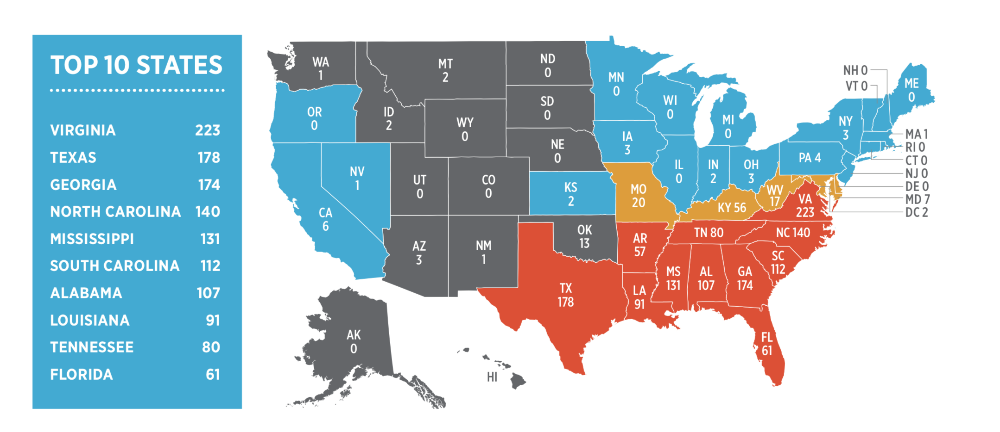 TOP 10 STATES
VIRGINIA 223
TEXAS 178
GEORGIA 174
NORTH CAROLINA 140
MISSISSIPPI 131
SOUTH CAROLINA 112
ALABAMA 107
LOUISIANA 91
TENNESSEE 80
FLORIDA 61
WA
1
MT
2
ND
0
MN
0
OR
0
ID
2
WY
0
SD
0
WI
0
MI
0
NY
3
ME
0
NH 0
VT 0
MA 1
RI 0
CT 0
NJ 0
DE 0
MD 7
DC 2
NE
0
IA
3
IL
0
IN
2
OH
3
PA 4
NV
1
UT
0
CO
0
KS
2
MO
20
KY 56
WV
17
VA
223
CA
6
AZ
3
NM
1
OK
13
AR
57
TN 80
NC 140
SC
112
MS
131
AL
107
GA
174
TX
178
LA
91
FL
61
AK
0
HI